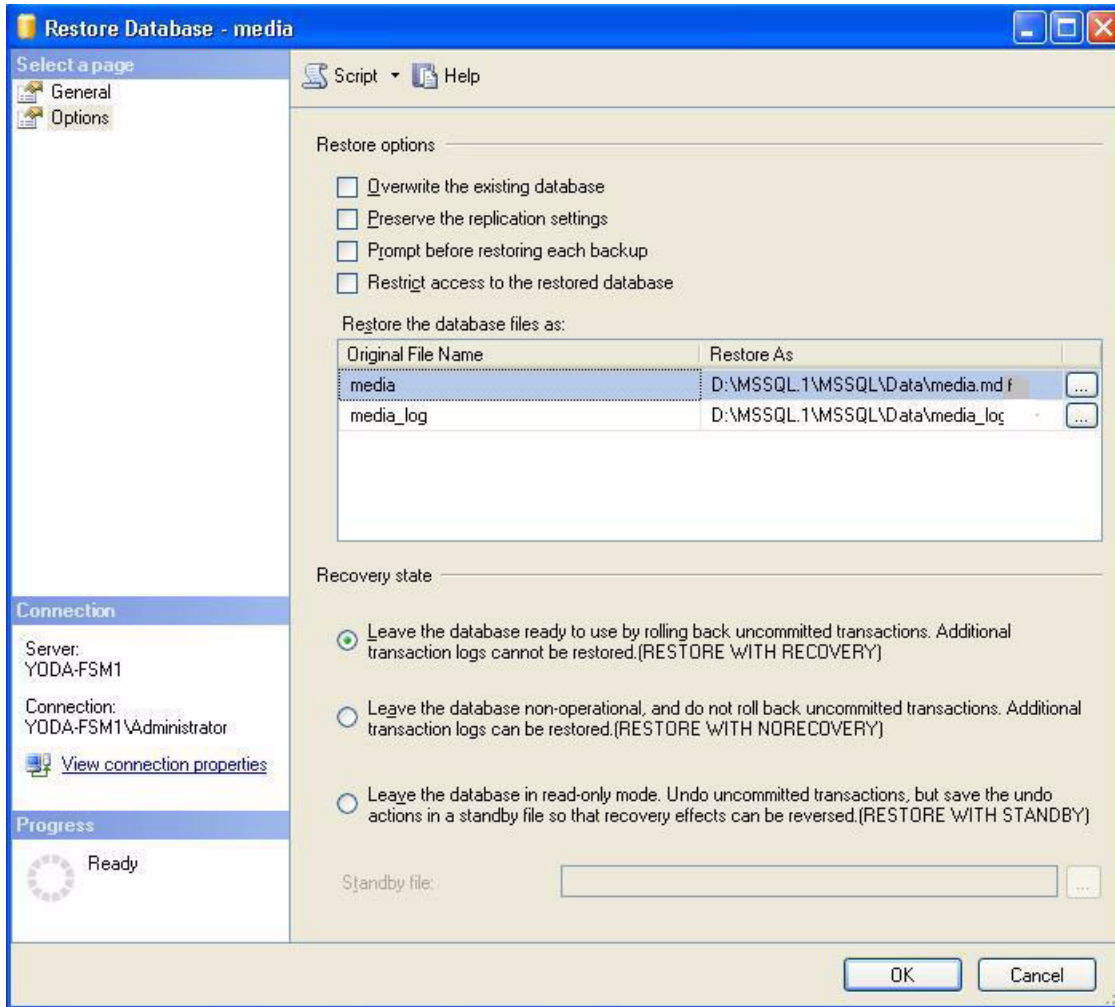 Restore Database - media
Select a page
General
Options
Script
Help
Restore options
Overwrite the existing database
Preserve the replication settings
Prompt before restoring each backup
Restrict access to the restored database
Restore the database files as:
Original File Name Restore As
media D:\MSSQL.1\MSSQL\Data\media.md f ...
media_log D:\MSSQL.1\MSSQL\Data\media_log ...
Recovery state
Leave the database ready to use by rolling back uncommitted transactions. Additional
transaction logs cannot be restored.(RESTORE WITH RECOVERY)
Leave the database non-operational, and do not roll back uncommitted transactions. Additional
transaction logs can be restored.(RESTORE WITH NORECOVERY)
Leave the database in read-only mode. Undo uncommitted transactions, but save the undo
actions in a standby file so that recovery effects can be reversed.(RESTORE WITH STANDBY)
Standby file: ...
Connection
Server:
YODA-FSM1
Connection:
YODA-FSM1\Administrator
View connection properties
Progress
Ready
OK Cancel